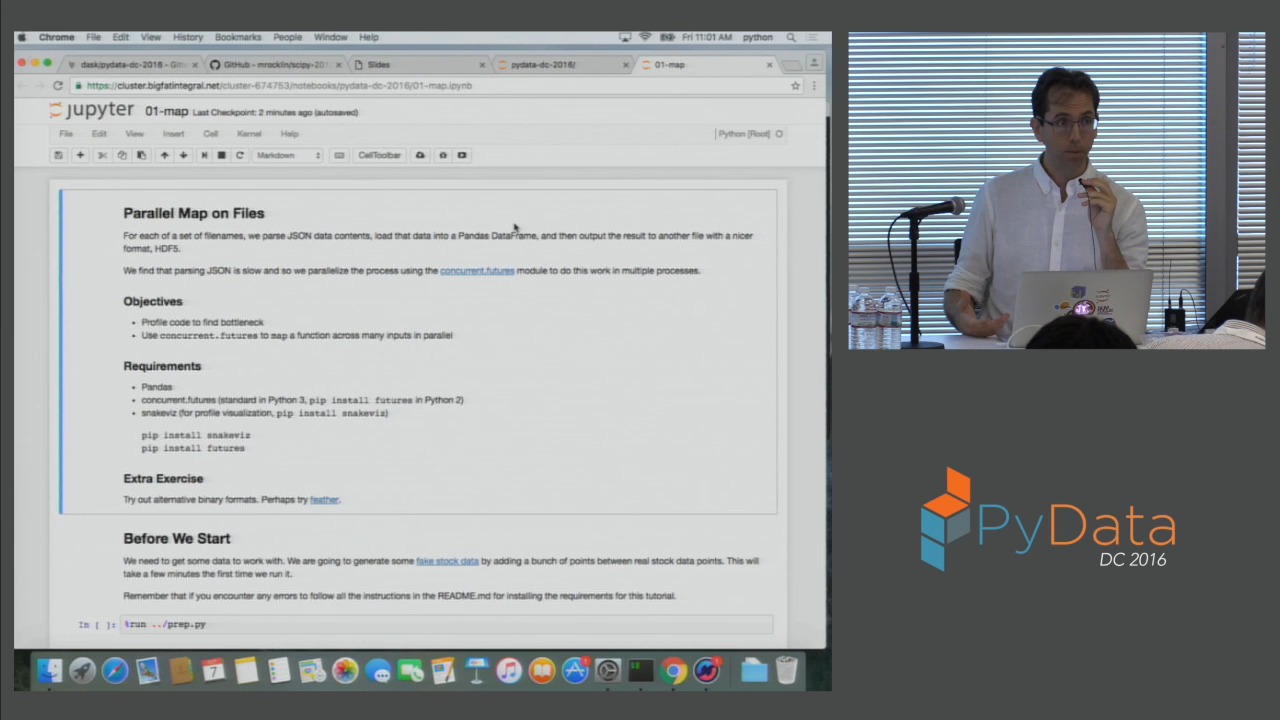 Chrome File Edit View History Bookmarks People Window Help Fri 11:01 AM python
dask/pydata-dc-2016 - Git GitHub - mrocklin/scipy-201 Slides pydata-dc-2016/ 01-map
https://cluster.bigfatintegral.net/cluster-674753/notebooks/pydata-dc-2016/01-map.ipynb
jupyter 01-map Last Checkpoint: 2 minutes ago (autosaved)
File Edit View Insert Cell Kernel Help Python [Root]
Markdown CellToolbar
Parallel Map on Files
For each of a set of filenames, we parse JSON data contents, load that data into a Pandas DataFrame, and then output the result to another file with a nicer
format, HDF5.
We find that parsing JSON is slow and so we parallelize the process using the concurrent.futures module to do this work in multiple processes.
Objectives
• Profile code to find bottleneck
• Use concurrent.futures to map a function across many inputs in parallel
Requirements
• Pandas
• concurrent.futures (standard in Python 3, pip install futures in Python 2)
• snakeviz (for profile visualization, pip install snakeviz)
pip install snakeviz
pip install futures
Extra Exercise
Try out alternative binary formats. Perhaps try feather.
Before We Start
We need to get some data to work with. We are going to generate some fake stock data by adding a bunch of points between real stock data points. This will
take a few minutes the first time we run it.
Remember that if you encounter any errors to follow all the instructions in the README.md for installing the requirements for this tutorial.
In [ ]: %run ../prep.py
7
PyData
DC 2016